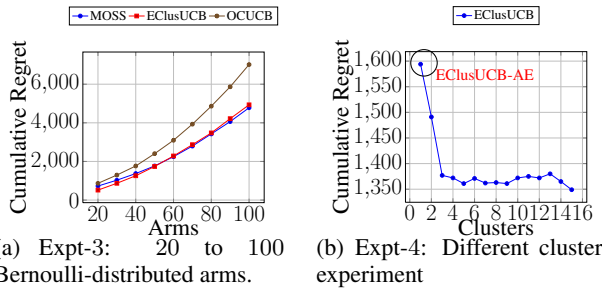 MOSS EClusUCB OCUCB
6,000
4,000
2,000
0
20 40 60 80 100
Arms
Cumulative Regret
(a) Expt-3: 20 to 100
Bernoulli-distributed arms.
EClusUCB
1,600
1,550
1,500
1,450
1,400
1,350
EClusUCB-AE
0 2 4 6 8 10 12 14 16
Clusters
Cumulative Regret
(b) Expt-4: Different cluster
experiment